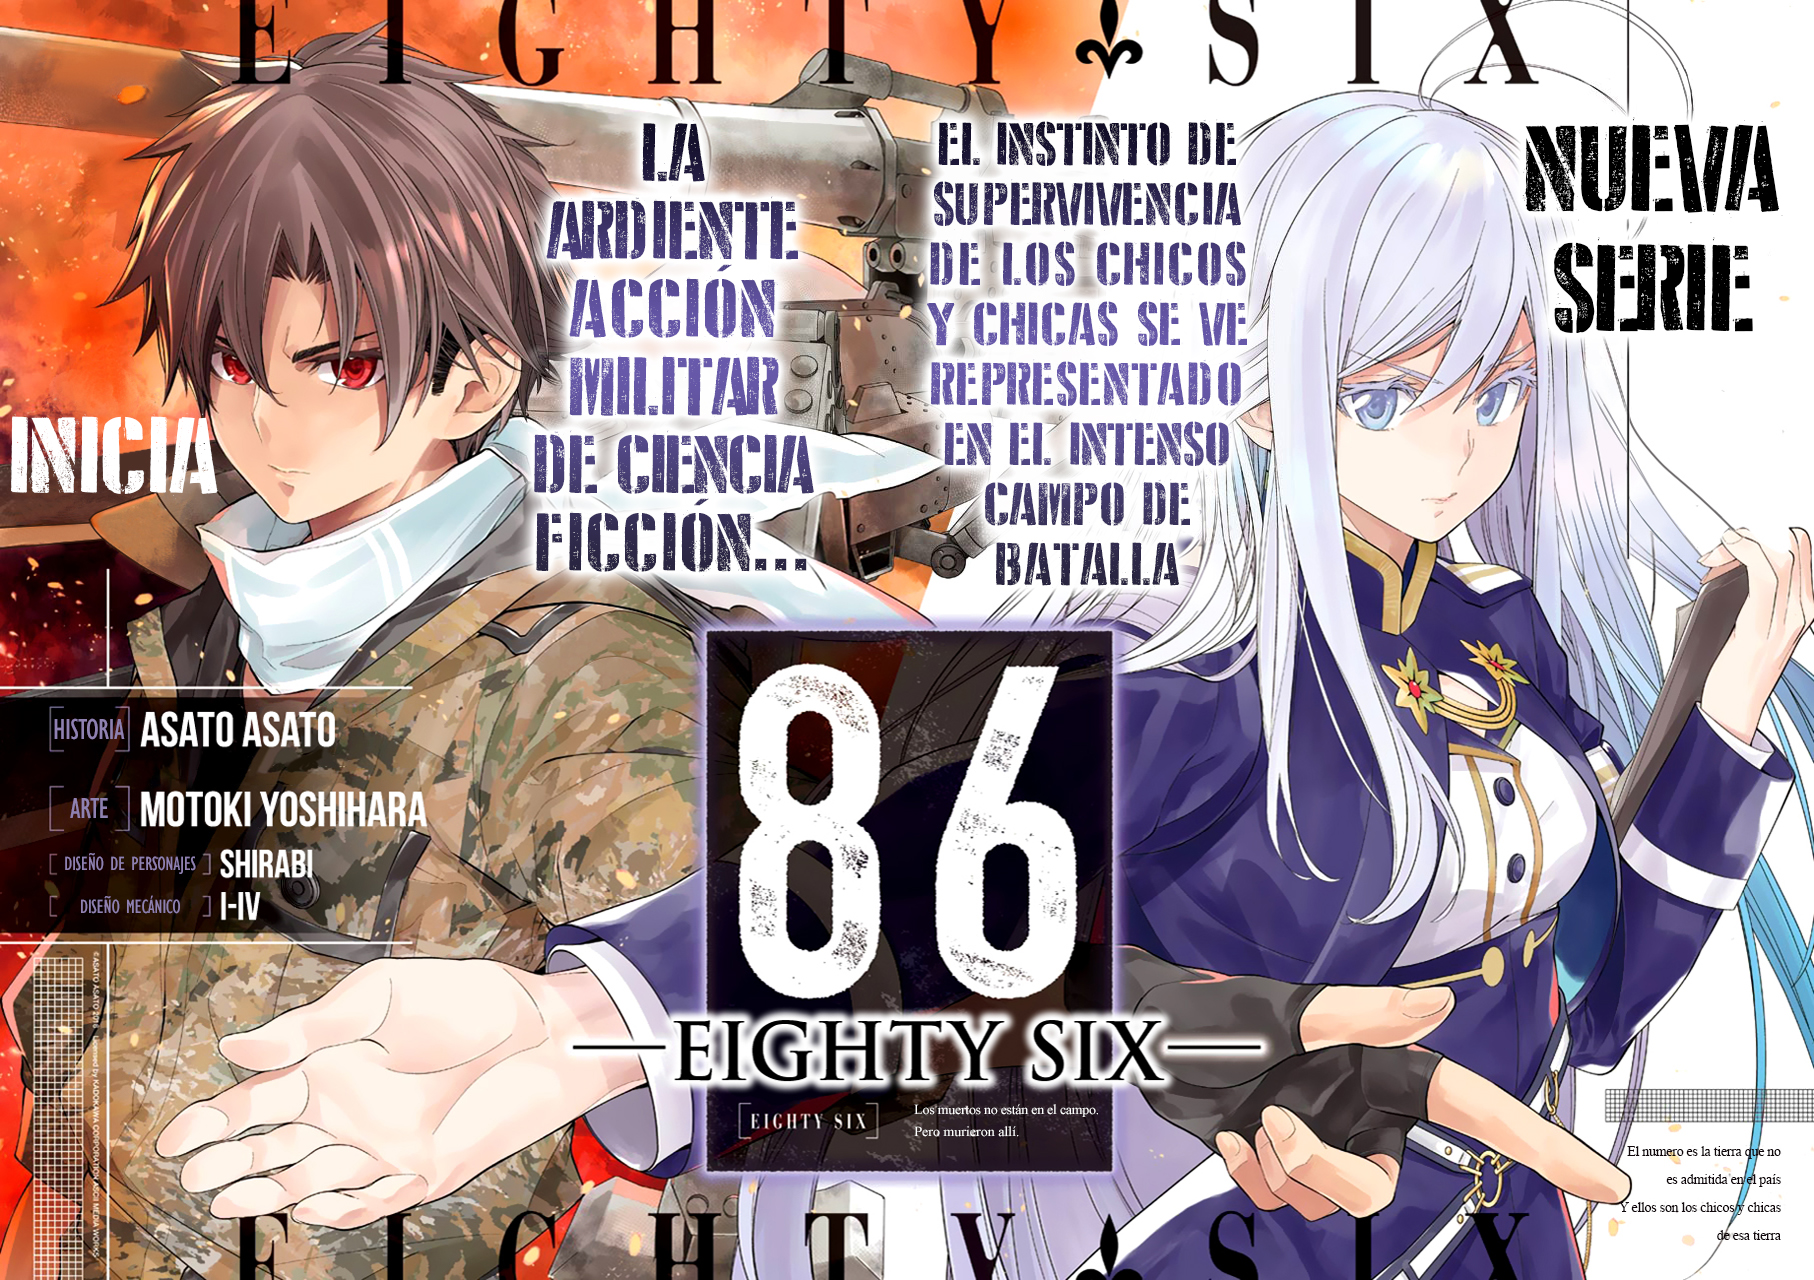 EIGHTY SIX
NUEVA
SERIE
EL INSTINTO DE
SUPERVIVENCIA
DE LOS CHICOS
Y CHICAS SE VE
REPRESENTADO
EN EL INTENSO
CAMPO DE
BATALLA
LA
ARDIENTE
ACCIÓN
MILITAR
DE CIENCIA
FICCIÓN...
INICIA
[HISTORIA] ASATO ASATO
[ARTE] MOTOKI YOSHIHARA
[DISEÑO DE PERSONAJES] SHIRABI
[DISEÑO MECÁNICO] I-IV
86
—EIGHTY SIX—
[EIGHTY SIX]
Los muertos no están en el campo.
Pero murieron allí.
El numero es la tierra que no
es admitida en el país
Y ellos son los chicos y chicas
de esa tierra
EIGHTY SIX